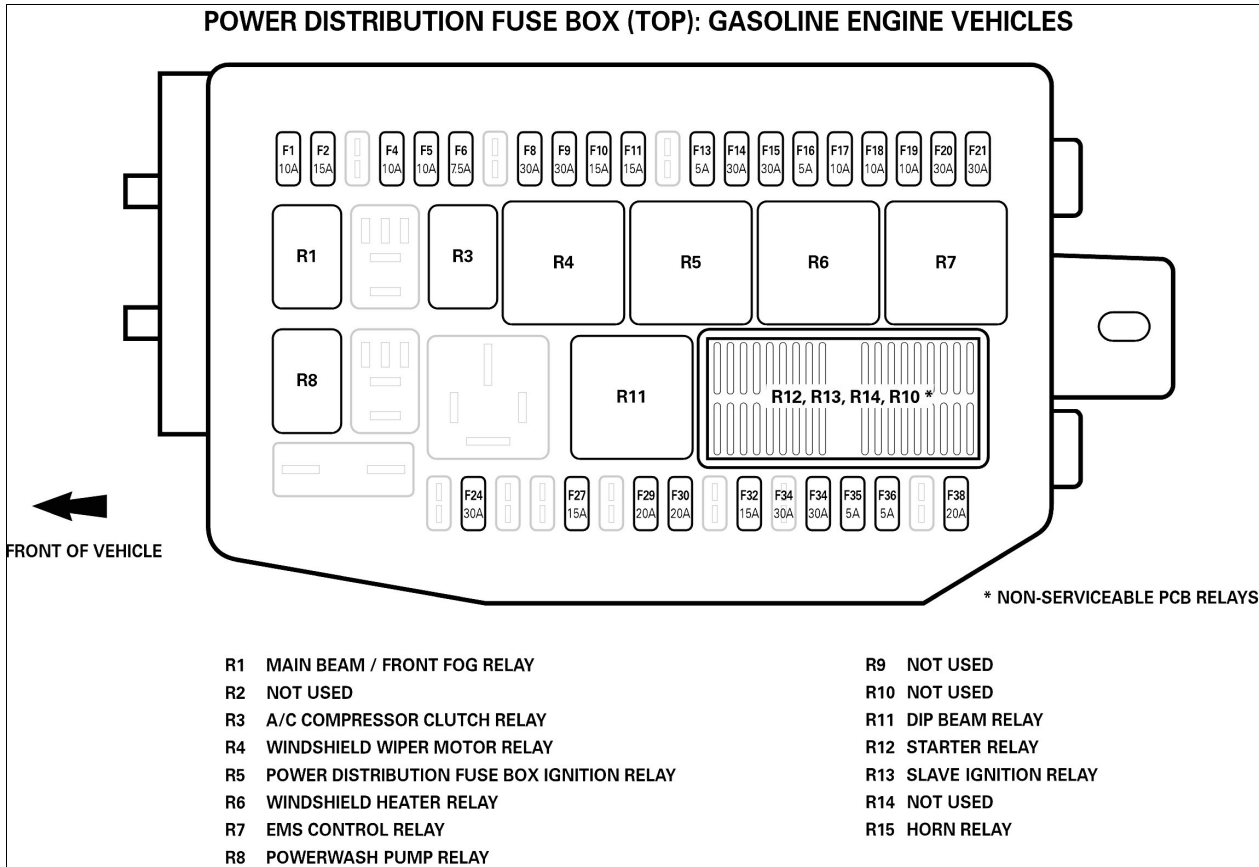 POWER DISTRIBUTION FUSE BOX (TOP): GASOLINE ENGINE VEHICLES
F1 F2 F4 F5 F6 F8 F9 F10 F11 F13 F14 F15 F16 F17 F18 F19 F20 F21
10A 15A 10A 10A 7.5A 30A 30A 15A 15A 5A 30A 30A 5A 10A 10A 10A 30A 30A
R1 R3 R4 R5 R6 R7
R8 R11 R12, R13, R14, R10 *
F24 F27 F29 F30 F32 F34 F34 F35 F36 F38
30A 15A 20A 20A 15A 30A 30A 5A 5A 20A
FRONT OF VEHICLE
* NON-SERVICEABLE PCB RELAYS
R1 MAIN BEAM / FRONT FOG RELAY
R2 NOT USED
R3 A/C COMPRESSOR CLUTCH RELAY
R4 WINDSHIELD WIPER MOTOR RELAY
R5 POWER DISTRIBUTION FUSE BOX IGNITION RELAY
R6 WINDSHIELD HEATER RELAY
R7 EMS CONTROL RELAY
R8 POWERWASH PUMP RELAY
R9 NOT USED
R10 NOT USED
R11 DIP BEAM RELAY
R12 STARTER RELAY
R13 SLAVE IGNITION RELAY
R14 NOT USED
R15 HORN RELAY